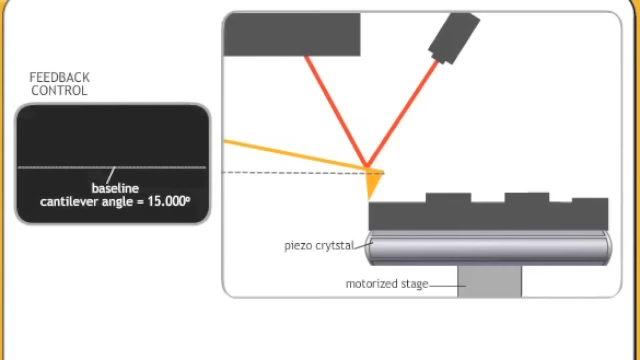 FEEDBACK
CONTROL
baseline
cantilever angle = 15.000º
piezo crytstal
motorized stage